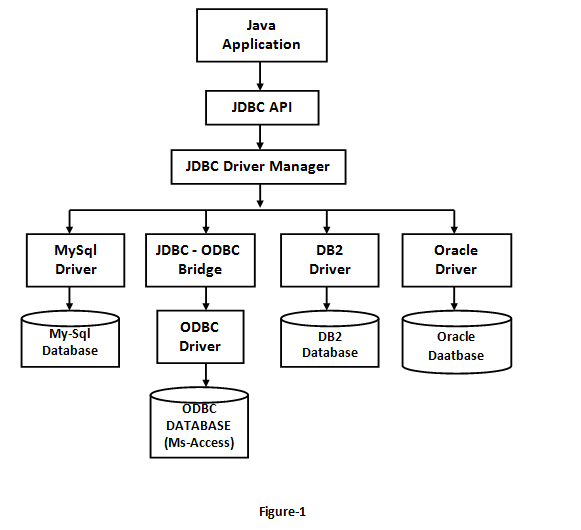 Java
Application
JDBC API
JDBC Driver Manager
MySql
Driver
JDBC - ODBC
Bridge
DB2
Driver
Oracle
Driver
My-Sql
Database
ODBC
Driver
DB2
Database
Oracle
Daatbase
ODBC
DATABASE
(Ms-Access)
Figure-1